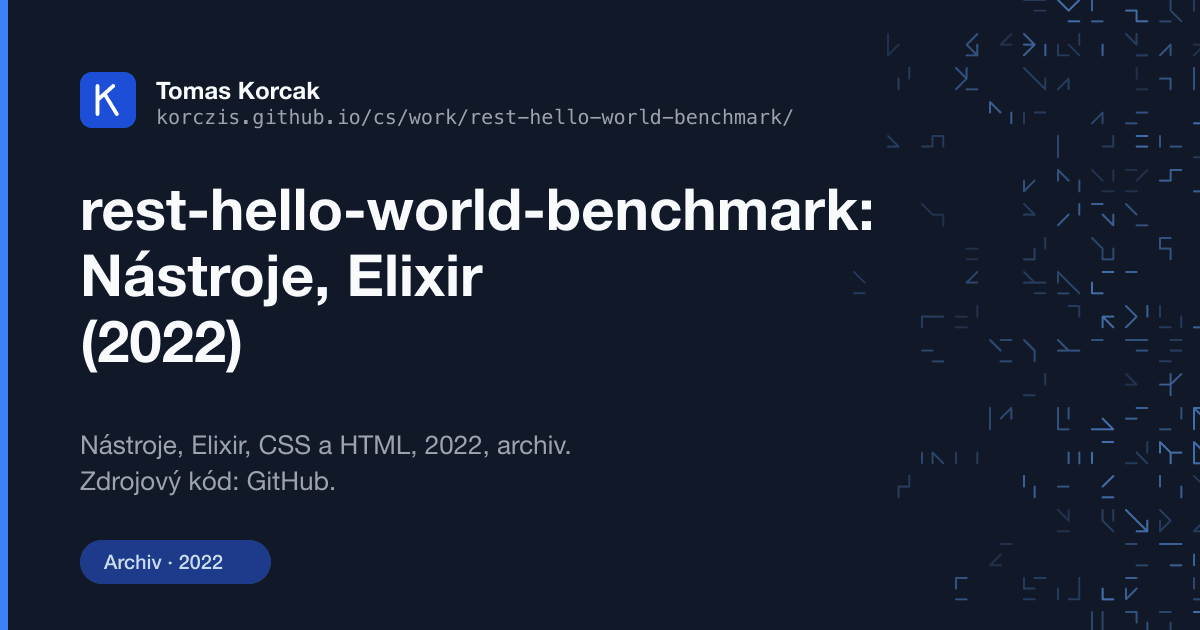 Tomas Korcak
korczis.github.io/cs/work/rest-hello-world-benchmark/
rest-hello-world-benchmark:
Nástroje, Elixir
(2022)
Nástroje, Elixir, CSS a HTML, 2022, archiv.
Zdrojový kód: GitHub.
Archiv · 2022